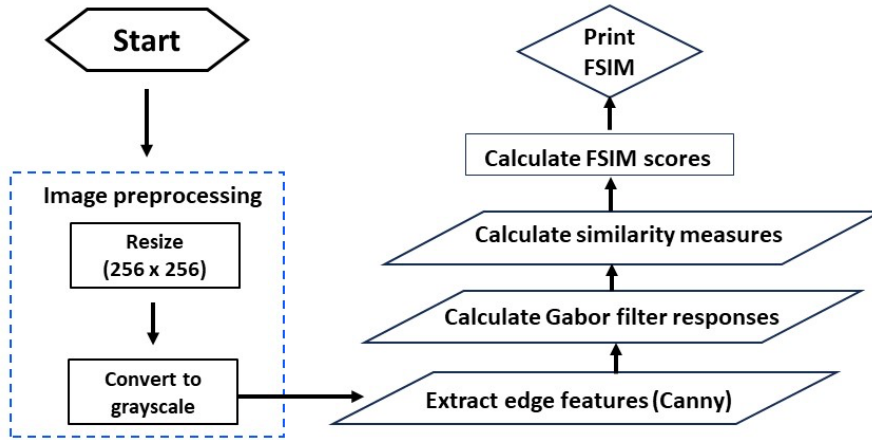 Start
Image preprocessing
Resize
(256 x 256)
Convert to
grayscale
Extract edge features (Canny)
Calculate Gabor filter responses
Calculate similarity measures
Calculate FSIM scores
Print
FSIM